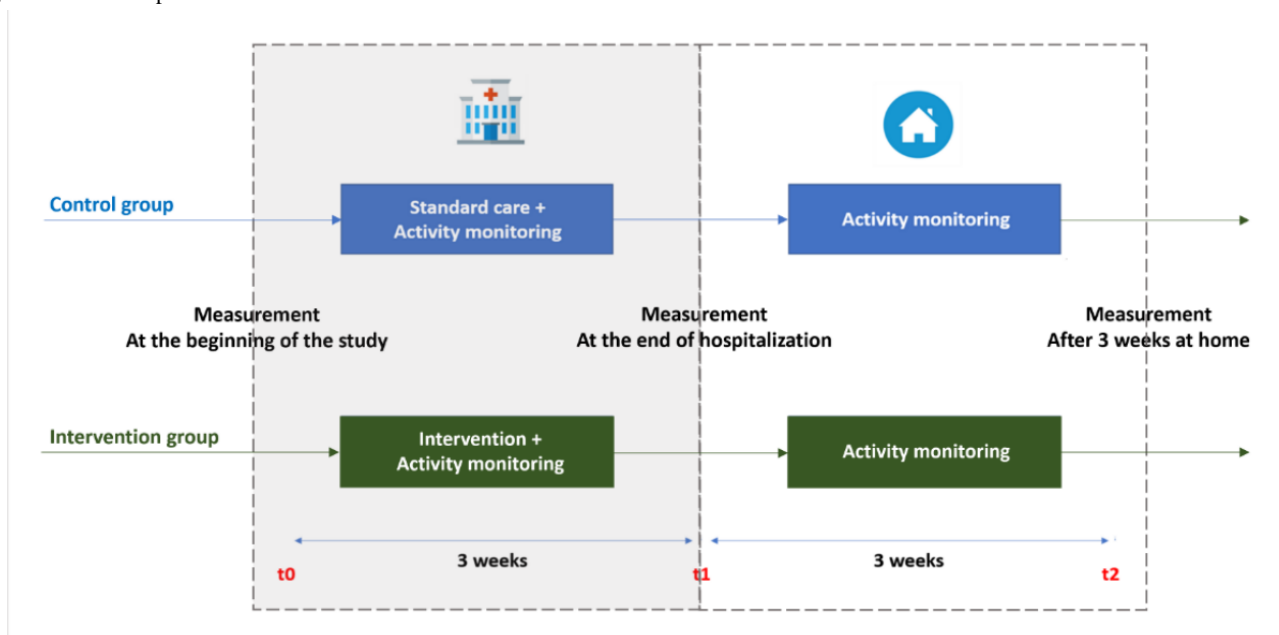 Control group
Standard care +
Activity monitoring
Activity monitoring
Measurement
At the beginning of the study
Measurement
At the end of hospitalization
Measurement
After 3 weeks at home
Intervention group
Intervention +
Activity monitoring
Activity monitoring
3 weeks
3 weeks
t0
t1
t2